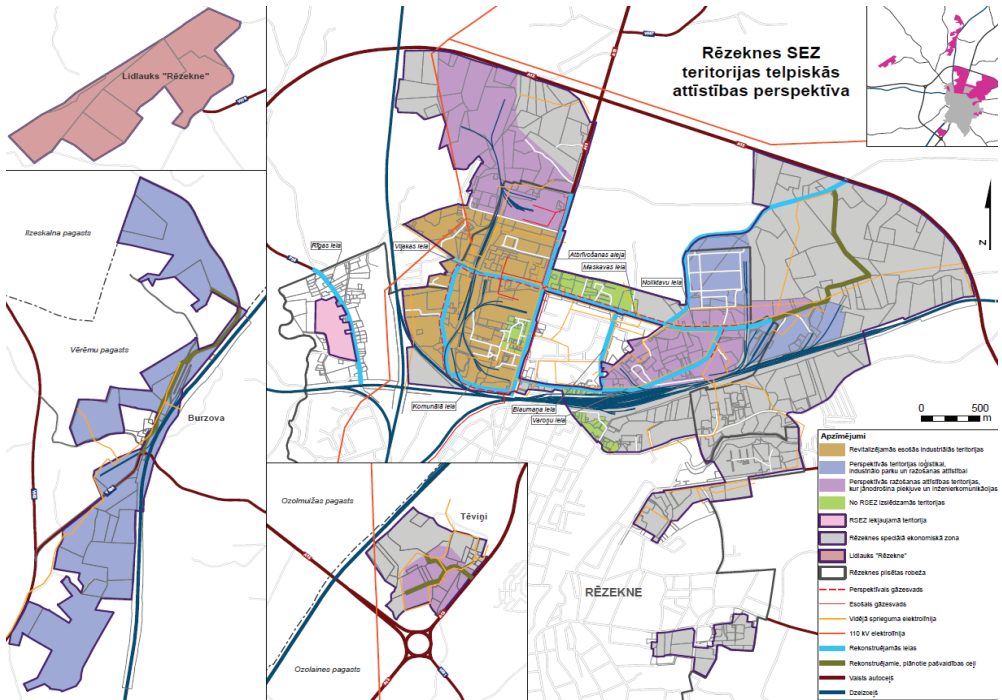 Rēzeknes SEZ
teritorijas telpiskās
attīstības perspektīva
Lidlauks "Rēzekne"
Ilzeskalna pagasts
Vērēmu pagasts
Burzova
Rīgas iela
Viļakas iela
Atbrīvošanas aleja
Maskavas iela
Noliktavu iela
Komunālā iela
Blaumaņa iela
Varoņu iela
Ozolmuižas pagasts
Tēviņi
Ozolaines pagasts
RĒZEKNE
Z
0 500
m
Apzīmējumi
Revitalizējamās esošās industriālās teritorijas
Perspektīvās teritorijas loģistikai,
industriālo parku un ražošanas attīstībai
Perspektīvās ražošanas attīstības teritorijas,
kur jānodrošina piekļuve un inženierkomunikācijas
No RSEZ izslēdzamās teritorijas
RSEZ iekļaujamā teritorija
Rēzeknes speciālā ekonomiskā zona
Lidlauks "Rēzekne"
Rēzeknes pilsētas robeža
Perspektīvais gāzesvads
Esošais gāzesvads
Vidējā sprieguma elektrolīnija
110 kV elektrolīnija
Rekonstruējamās ielas
Rekonstruējamie, plānotie pašvaldības ceļi
Valsts autoceļš
Dzelzceļš